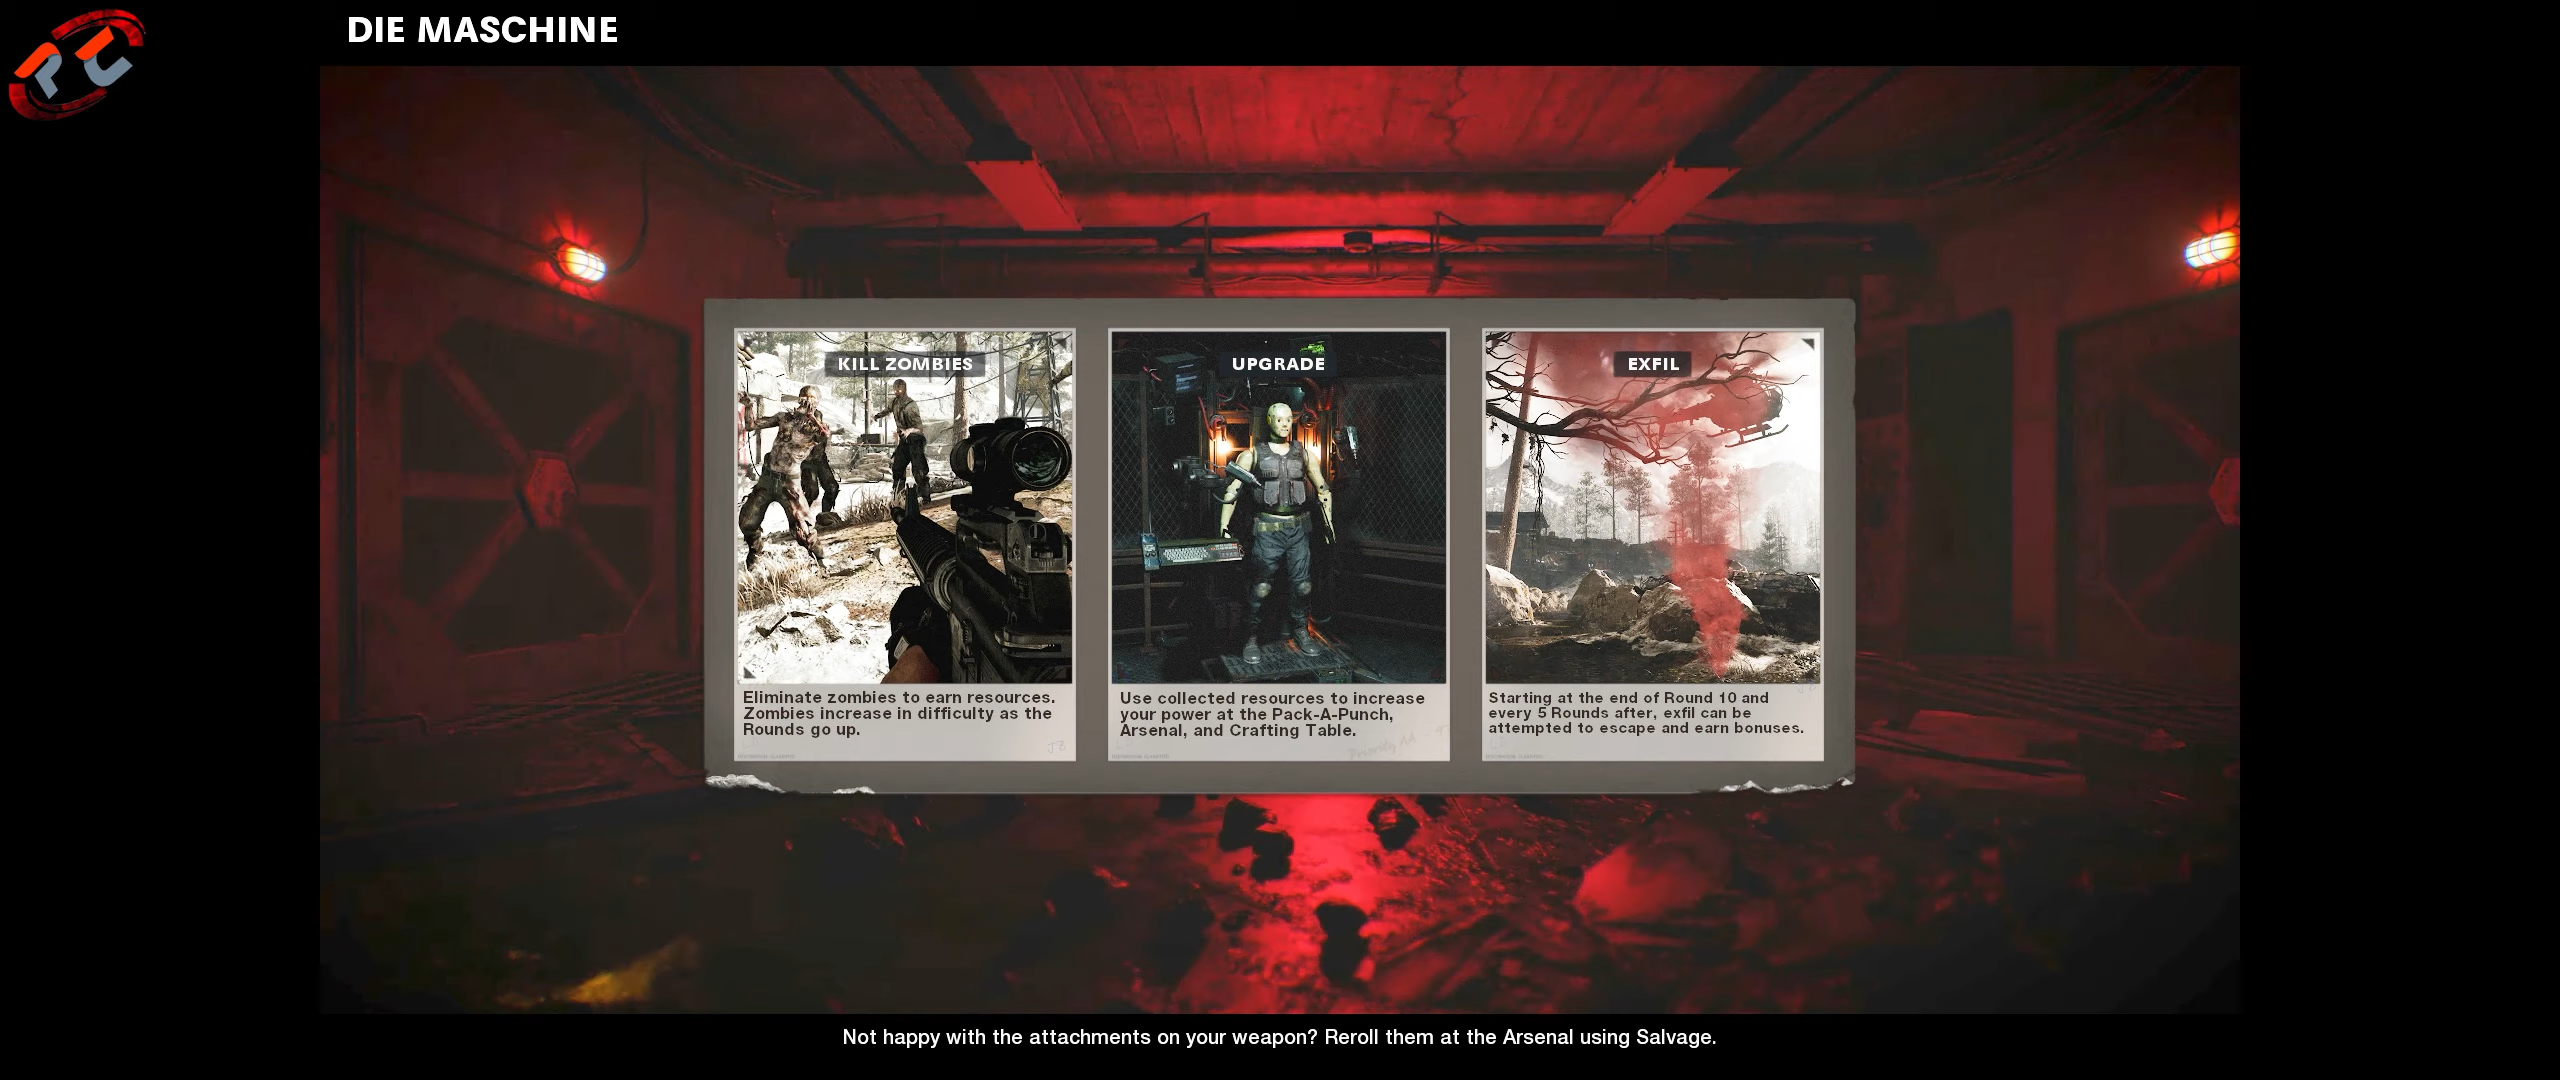 DIE MASCHINE
KILL ZOMBIES
Eliminate zombies to earn resources.
Zombies increase in difficulty as the
Rounds go up.
UPGRADE
Use collected resources to increase
your power at the Pack-A-Punch,
Arsenal, and Crafting Table.
EXFIL
Starting at the end of Round 10 and
every 5 Rounds after, exfil can be
attempted to escape and earn bonuses.
Not happy with the attachments on your weapon? Reroll them at the Arsenal using Salvage.